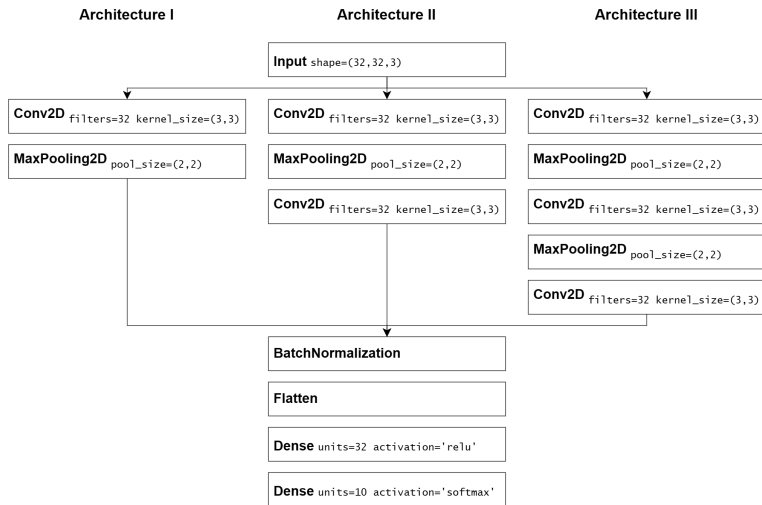 Architecture I
Architecture II
Architecture III
Input shape=(32,32,3)
Conv2D filters=32 kernel_size=(3,3)
Conv2D filters=32 kernel_size=(3,3)
Conv2D filters=32 kernel_size=(3,3)
MaxPooling2D pool_size=(2,2)
MaxPooling2D pool_size=(2,2)
MaxPooling2D pool_size=(2,2)
Conv2D filters=32 kernel_size=(3,3)
Conv2D filters=32 kernel_size=(3,3)
MaxPooling2D pool_size=(2,2)
Conv2D filters=32 kernel_size=(3,3)
BatchNormalization
Flatten
Dense units=32 activation='relu'
Dense units=10 activation='softmax'